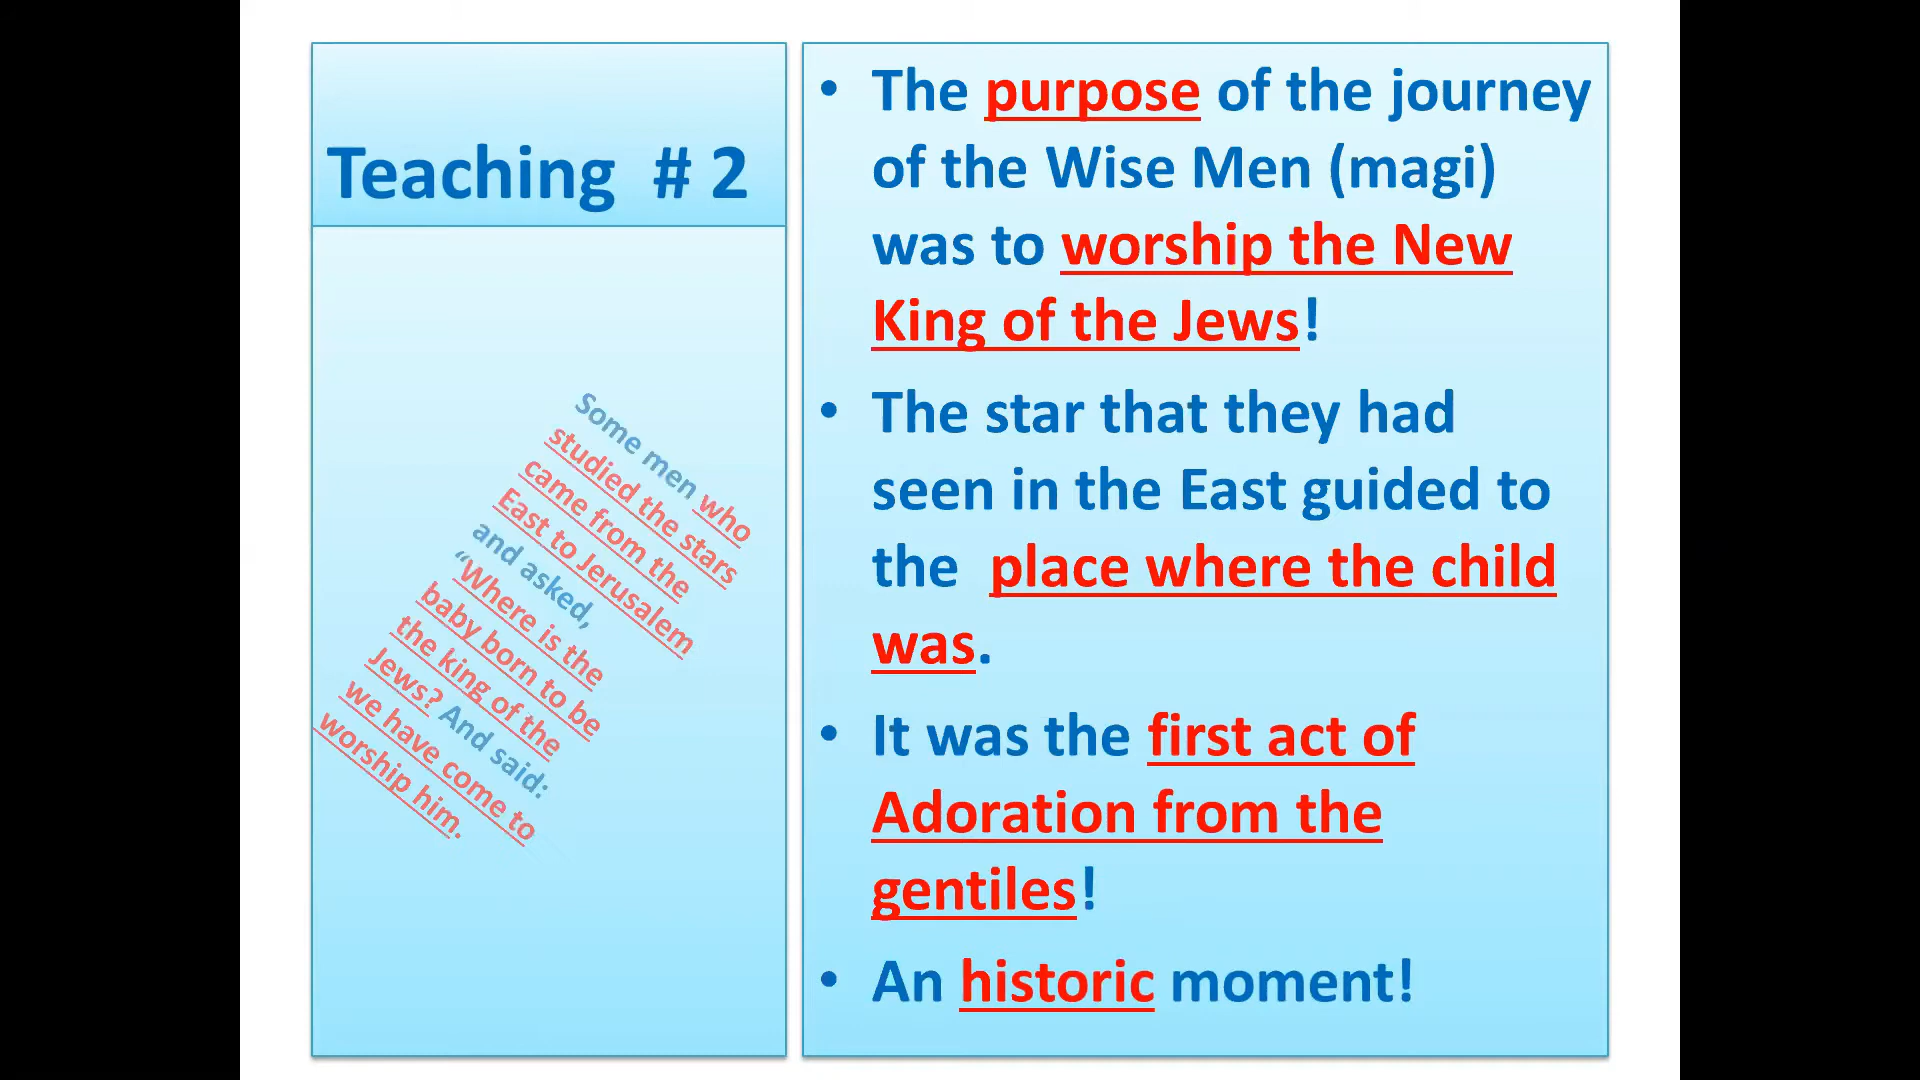 Teaching # 2
Some men who
studied the stars
came from the
East to Jerusalem
and asked,
“Where is the
baby born to be
the king of the
Jews? And said:
we have come to
worship him.
• The purpose of the journey
of the Wise Men (magi)
was to worship the New
King of the Jews!
• The star that they had
seen in the East guided to
the place where the child
was.
• It was the first act of
Adoration from the
gentiles!
• An historic moment!